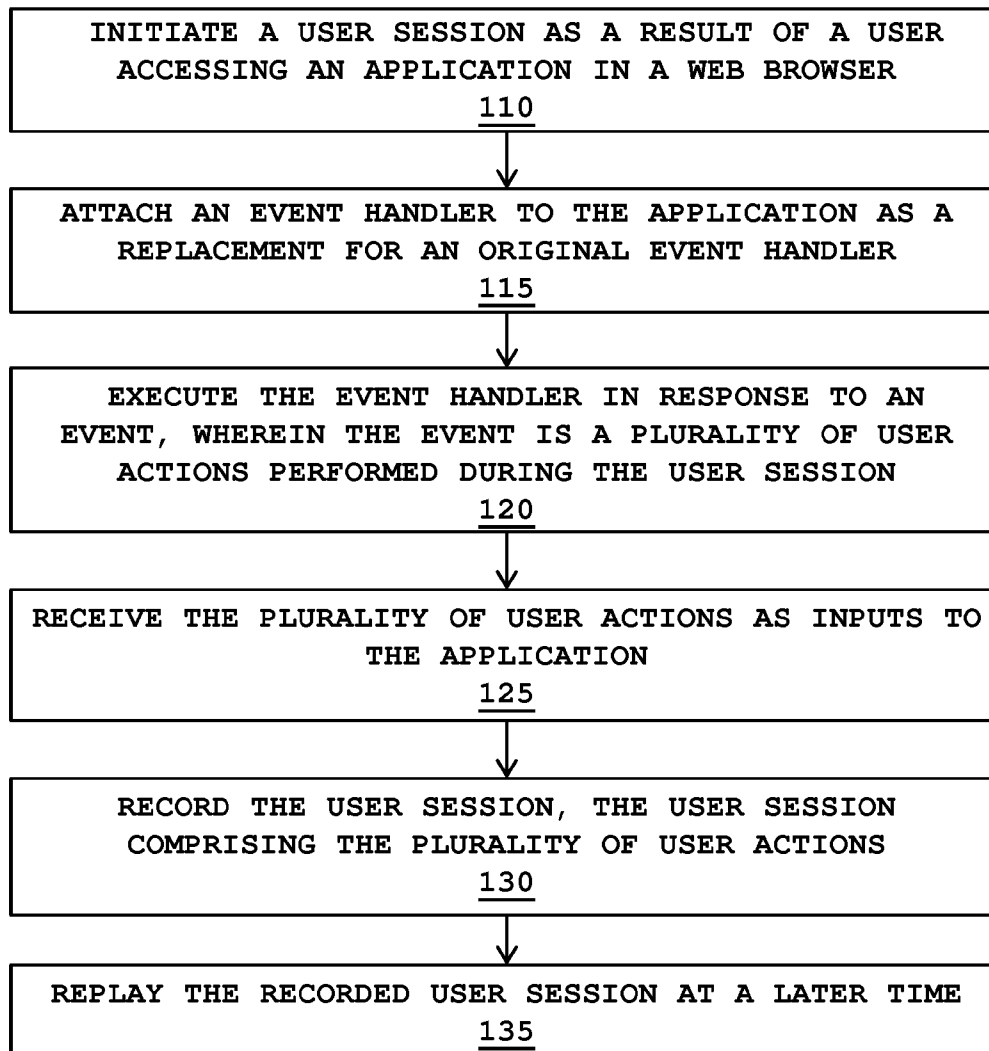 INITIATE A USER SESSION AS A RESULT OF A USER
ACCESSING AN APPLICATION IN A WEB BROWSER
110
ATTACH AN EVENT HANDLER TO THE APPLICATION AS A
REPLACEMENT FOR AN ORIGINAL EVENT HANDLER
115
EXECUTE THE EVENT HANDLER IN RESPONSE TO AN
EVENT, WHEREIN THE EVENT IS A PLURALITY OF USER
ACTIONS PERFORMED DURING THE USER SESSION
120
RECEIVE THE PLURALITY OF USER ACTIONS AS INPUTS TO
THE APPLICATION
125
RECORD THE USER SESSION, THE USER SESSION
COMPRISING THE PLURALITY OF USER ACTIONS
130
REPLAY THE RECORDED USER SESSION AT A LATER TIME
135